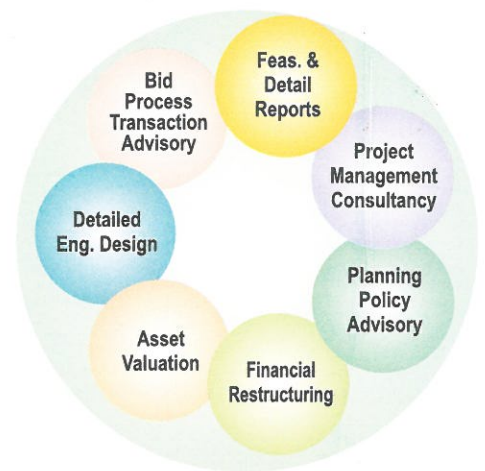 Feas. &
Detail
Reports
Project
Management
Consultancy
Planning
Policy
Advisory
Financial
Restructuring
Asset
Valuation
Detailed
Eng. Design
Bid
Process
Transaction
Advisory